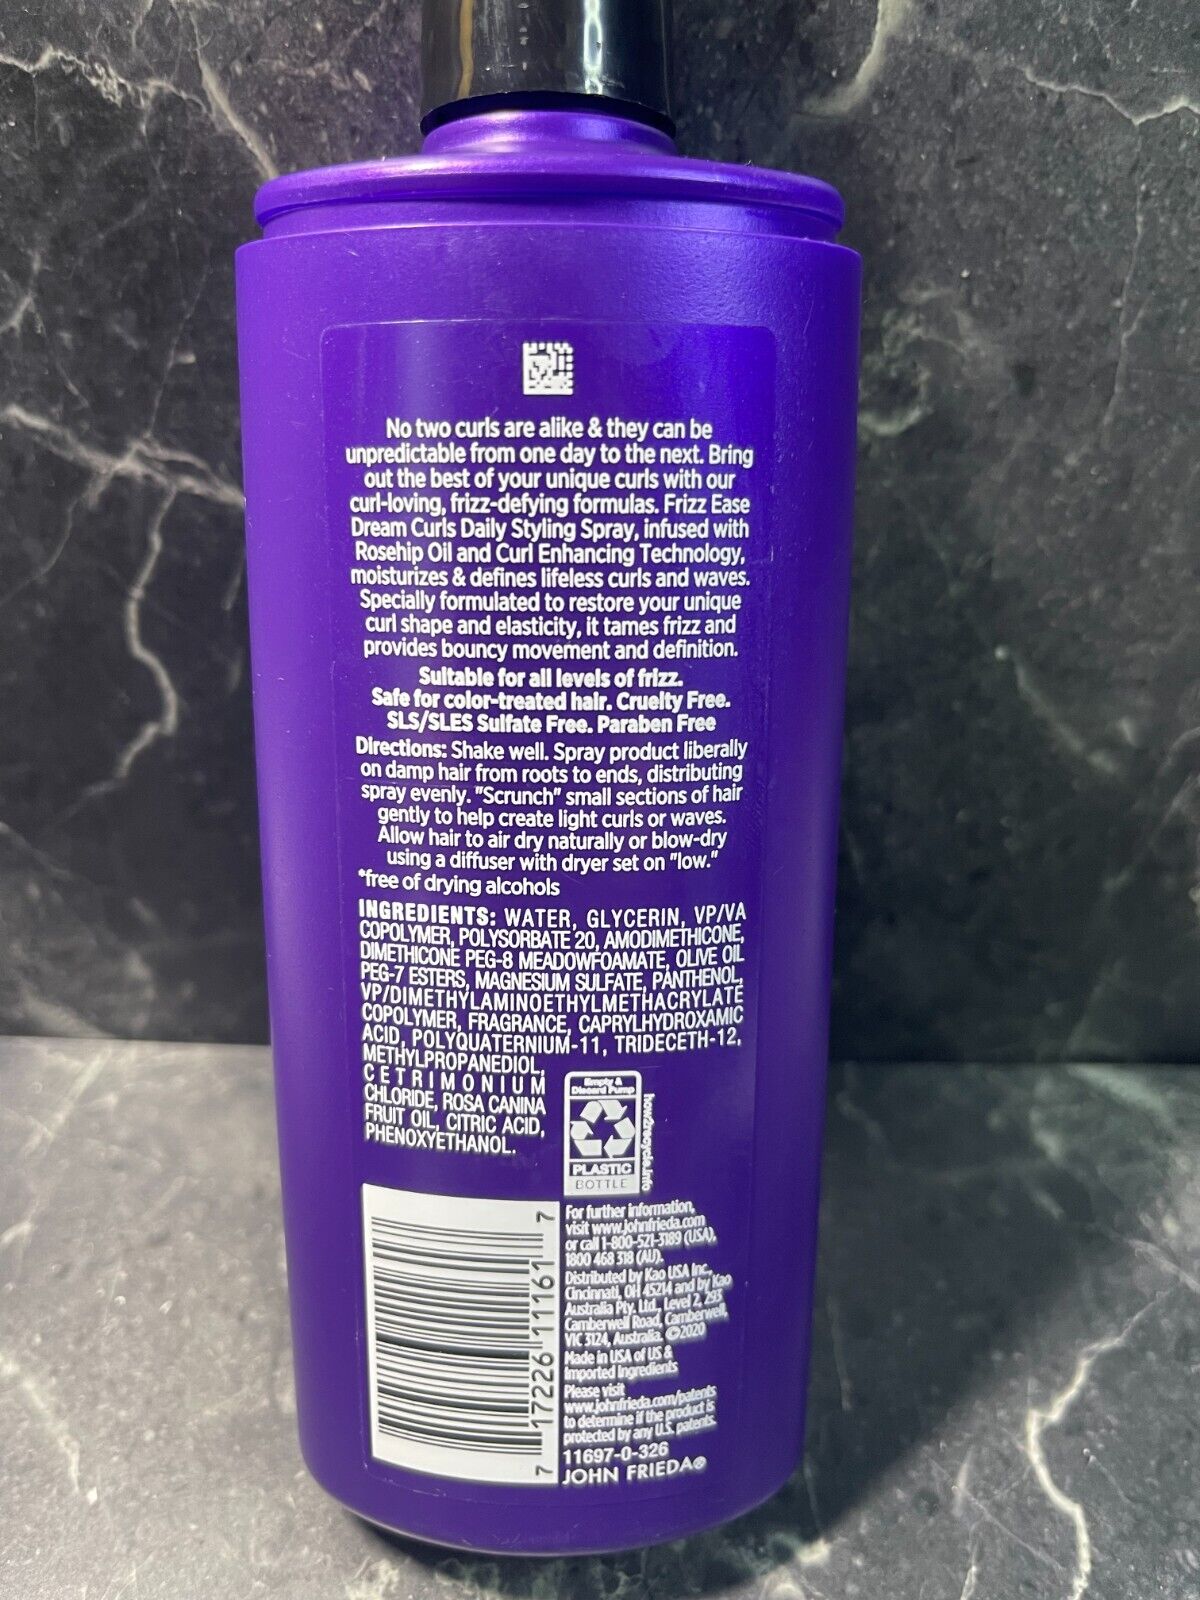 No two curls are alike & they can be
unpredictable from one day to the next. Bring
out the best of your unique curls with our
curl-loving, frizz-defying formulas. Frizz Ease
Dream Curls Daily Styling Spray, infused with
Rosehip Oil and Curl Enhancing Technology,
moisturizes & defines lifeless curls and waves.
Specially formulated to restore your unique
curl shape and elasticity, it tames frizz and
provides bouncy movement and definition.
Suitable for all levels of frizz.
Safe for color-treated hair. Cruelty Free.
SLS/SLES Sulfate Free. Paraben Free
Directions: Shake well. Spray product liberally
on damp hair from roots to ends, distributing
spray evenly. "Scrunch" small sections of hair
gently to help create light curls or waves.
Allow hair to air dry naturally or blow-dry
using a diffuser with dryer set on "low."
*free of drying alcohols
INGREDIENTS: WATER, GLYCERIN, VP/VA
COPOLYMER, POLYSORBATE 20, AMODIMETHICONE,
DIMETHICONE PEG-8 MEADOWFOAMATE, OLIVE OIL
PEG-7 ESTERS, MAGNESIUM SULFATE, PANTHENOL,
VP/DIMETHYLAMINOETHYLMETHACRYLATE
COPOLYMER, FRAGRANCE, CAPRYLHYDROXAMIC
ACID, POLYQUATERNIUM-11, TRIDECETH-12,
METHYLPROPANEDIOL,
CETRIMONIUM
CHLORIDE, ROSA CANINA
FRUIT OIL, CITRIC ACID,
PHENOXYETHANOL.
Empty &
Discard Pump
PLASTIC
BOTTLE
how2recycle.info
7 17226 11161 7
For further information,
visit www.johnfrieda.com
or call 1-800-521-3189 (USA),
1800 468 318 (AU).
Distributed by Kao USA Inc.,
Cincinnati, OH 45214 and by Kao
Australia Pty. Ltd., Level 2, 293
Camberwell Road, Camberwell,
VIC 3124, Australia. ©2020
Made in USA of US &
Imported Ingredients
Please visit
www.johnfrieda.com/patents
to determine if the product is
protected by any U.S. patents.
11697-0-326
JOHN FRIEDA®